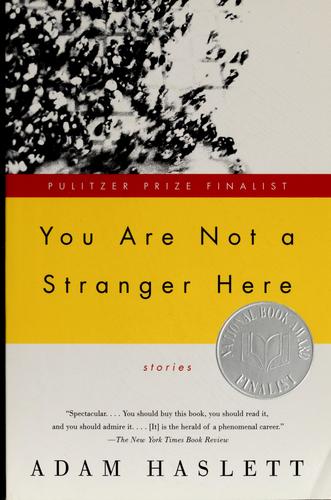 PULITZER PRIZE FINALIST
You Are Not a
Stranger Here
NATIONAL BOOK AWARD
FINALIST
stories
"Spectacular. . . . You should buy this book, you should read it,
and you should admire it. . . . [It] is the herald of a phenomenal career."
—The New York Times Book Review
ADAM HASLETT